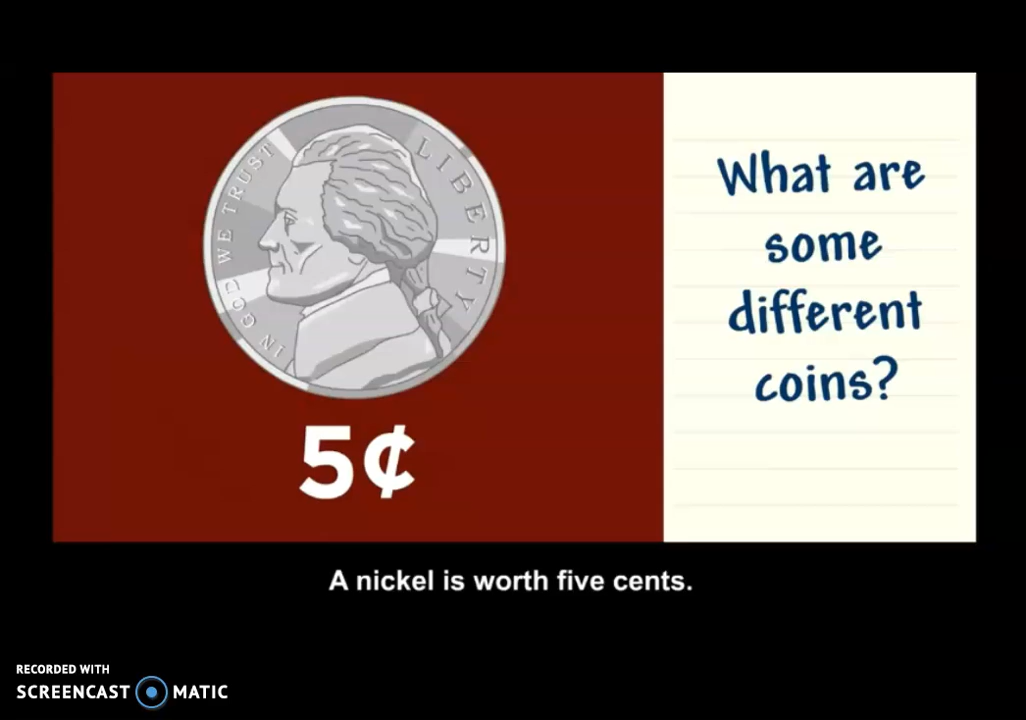 IN GOD WE TRUST
LIBERTY
5¢
What are
some
different
coins?
A nickel is worth five cents.
RECORDED WITH
SCREENCAST MATIC